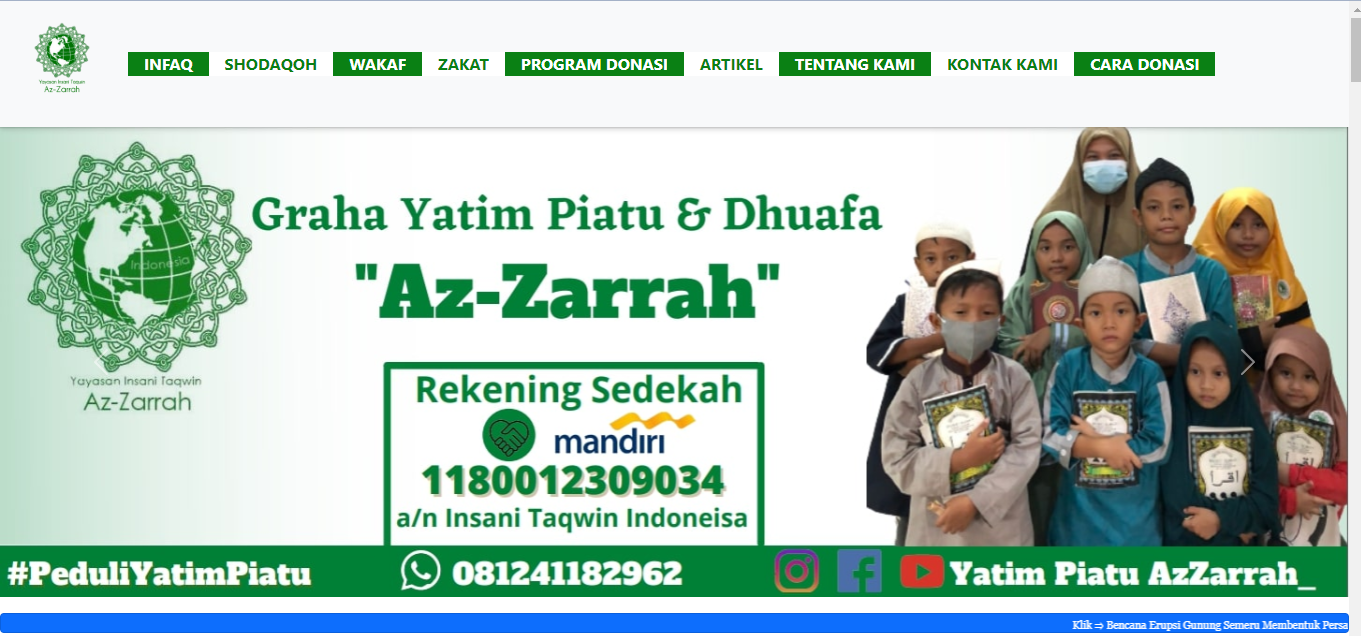 Yayasan Insani Taqwin
Az-Zarrah
INFAQ SHODAQOH WAKAF ZAKAT PROGRAM DONASI ARTIKEL TENTANG KAMI KONTAK KAMI CARA DONASI
Indonesia
Yayasan Insani Taqwin
Az-Zarrah
Graha Yatim Piatu & Dhuafa
"Az-Zarrah"
Rekening Sedekah
mandiri
1180012309034
a/n Insani Taqwin Indoneisa
اقرأ
اقرأ
#PeduliYatimPiatu
081241182962
Yatim Piatu AzZarrah_
Klik ⇒ Bencana Erupsi Gunung Semeru Membentuk Persa